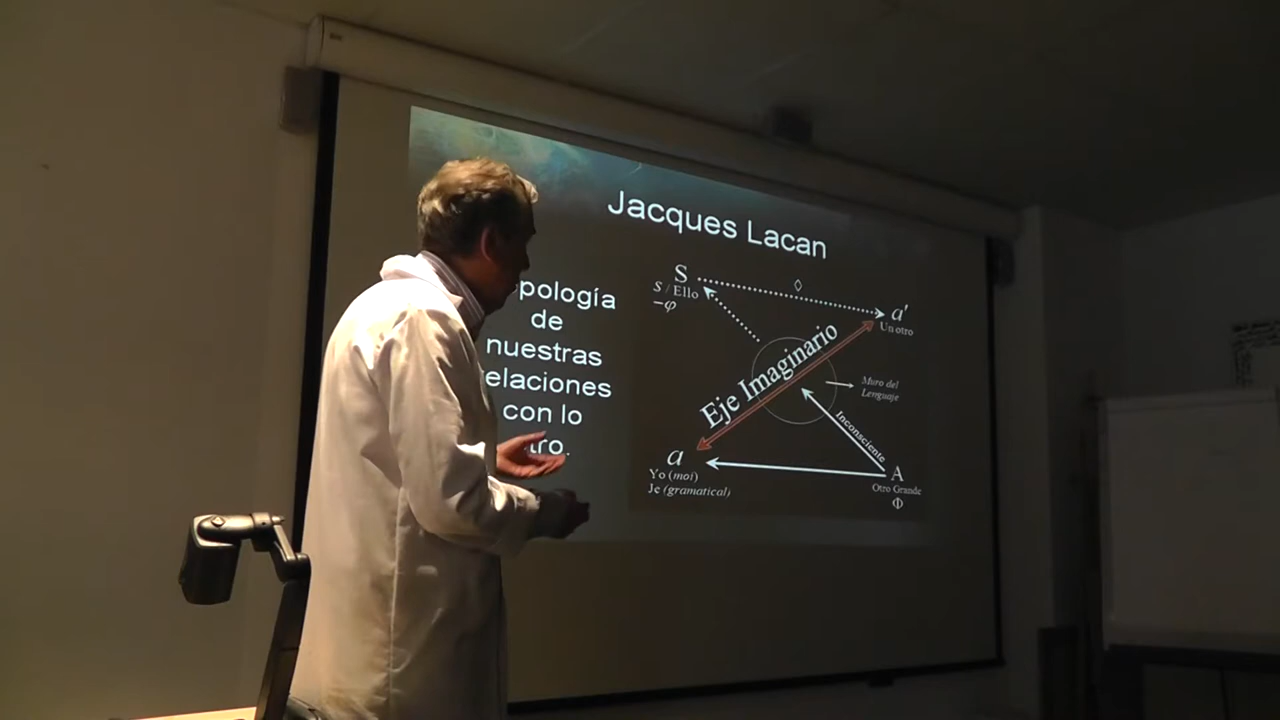 Jacques Lacan
pología
de
nuestras
elaciones
con lo
tro.
S
S / Ello
−φ
◊
a'
Un otro
Eje Imaginario
Muro del
Lenguaje
Inconsciente
a
Yo (moi)
Je (gramatical)
A
Otro Grande
Φ